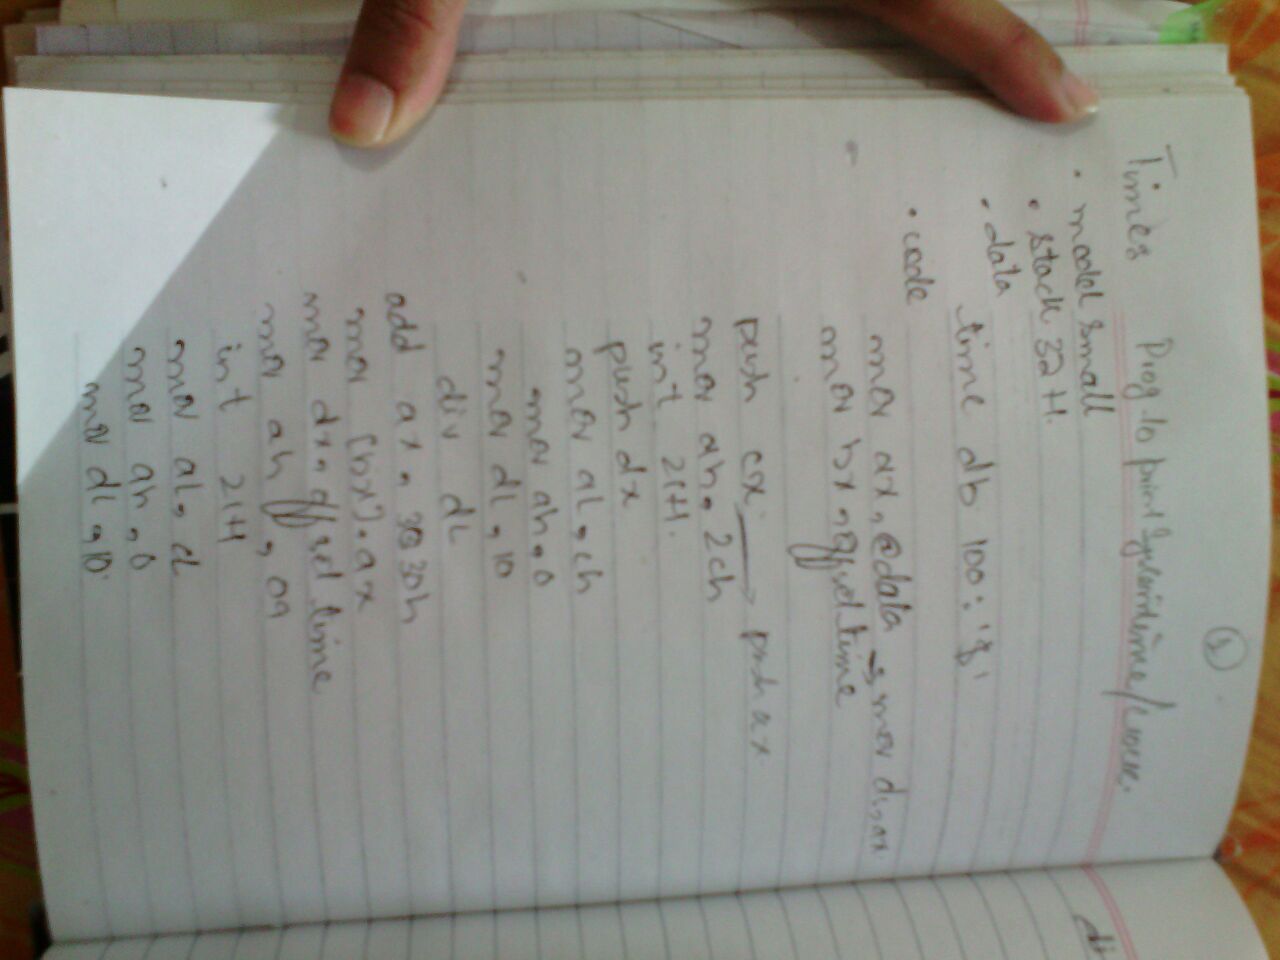 ①
Times Prog to print System time/
.model small
.stack 32H.
.data
time db 100: '$'
.code
mov ax, @data → mov ds, ax
mov bx, offset time
push cx → push ax
mov ah, 2ch
int 21H.
push dx
mov al, ch
mov ah, 0
mov dl, 10
div dl
add ax, 3030h
mov [bx], ax
mov dx, offset time
mov ah, 09
int 21H
mov al, cl
mov ah, 0
mov dl, 10
di